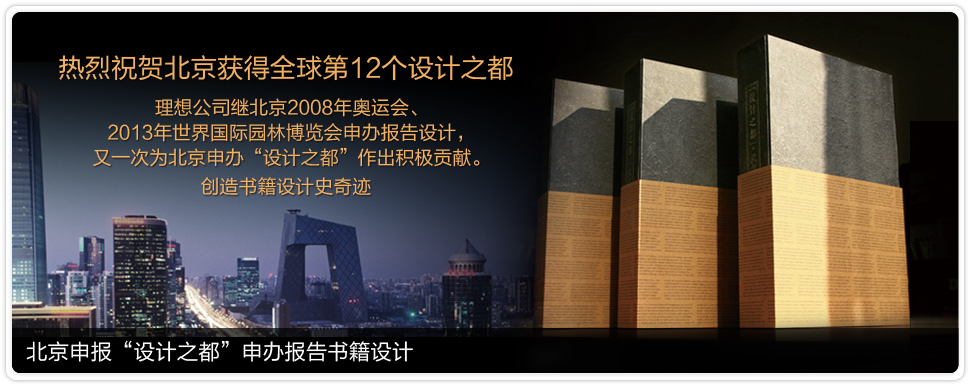 热烈祝贺北京获得全球第12个设计之都
理想公司继北京2008年奥运会、
2013年世界国际园林博览会申办报告设计，
又一次为北京申办“设计之都”作出积极贡献。
创造书籍设计史奇迹
设计之都
北京申报“设计之都”申办报告书籍设计